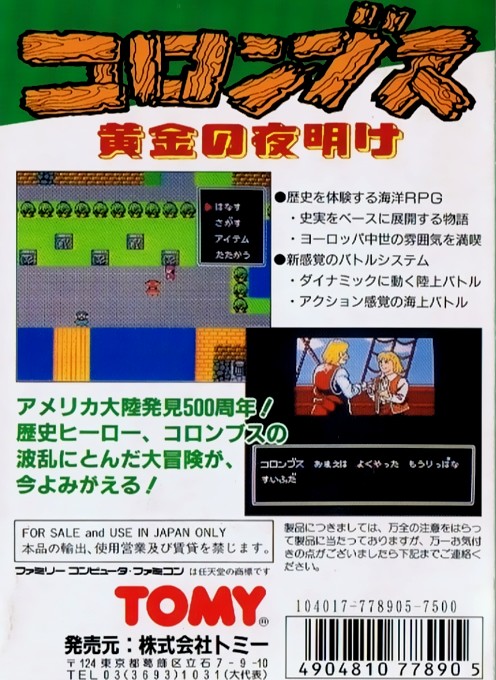 コロンブス
黄金の夜明け
はなす
さがす
アイテム
たたかう
●歴史を体験する海洋RPG
・史実をベースに展開する物語
・ヨーロッパ中世の雰囲気を満喫
●新感覚のバトルシステム
・ダイナミックに動く陸上バトル
・アクション感覚の海上バトル
アメリカ大陸発見500周年！
歴史ヒーロー、コロンブスの
波乱にとんだ大冒険が、
今よみがえる！
コロンブス おまえは よくやった もうりっぱな
すいふだ
FOR SALE and USE IN JAPAN ONLY
本品の輸出、使用営業及び賃貸を禁じます。
ファミリーコンピュータ・ファミコンは任天堂の商標です
製品につきましては、万全の注意をはらっ
て製品に当たっておりますが、万一お気付
きの点がございましたら下記までご連絡く
ださい。
TOMY®
発売元：株式会社トミー
〒124 東京都葛飾区立石7-9-10
TEL03(3693)1031(大代表)
104017-778905-7500
4904810778905